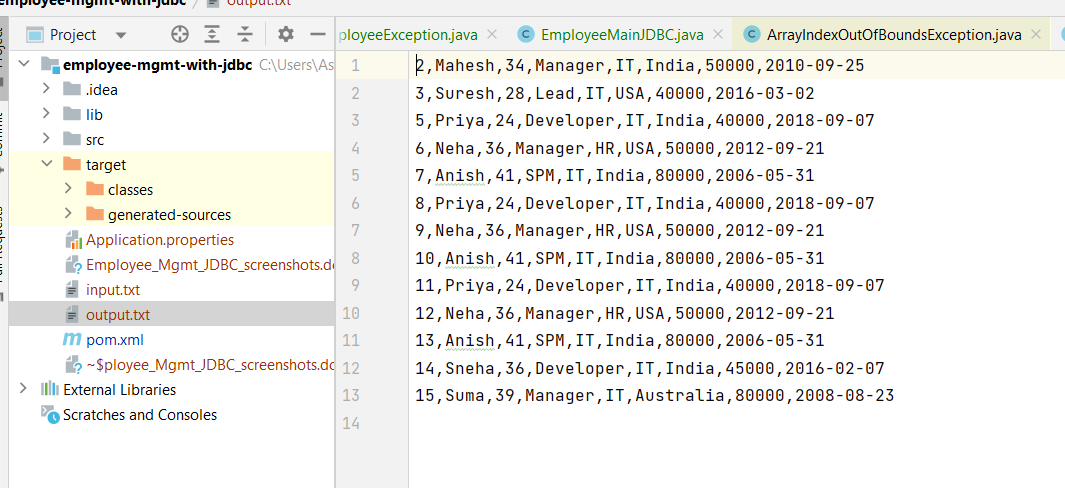 employee-mgmt-with-jdbc output.txt
Project
ployeeException.java
EmployeeMainJDBC.java
ArrayIndexOutOfBoundsException.java
employee-mgmt-with-jdbc C:\Users\As
.idea
lib
src
target
classes
generated-sources
Application.properties
Employee_Mgmt_JDBC_screenshots.do
input.txt
output.txt
pom.xml
~$ployee_Mgmt_JDBC_screenshots.do
External Libraries
Scratches and Consoles
1 2,Mahesh,34,Manager,IT,India,50000,2010-09-25
2 3,Suresh,28,Lead,IT,USA,40000,2016-03-02
3 5,Priya,24,Developer,IT,India,40000,2018-09-07
4 6,Neha,36,Manager,HR,USA,50000,2012-09-21
5 7,Anish,41,SPM,IT,India,80000,2006-05-31
6 8,Priya,24,Developer,IT,India,40000,2018-09-07
7 9,Neha,36,Manager,HR,USA,50000,2012-09-21
8 10,Anish,41,SPM,IT,India,80000,2006-05-31
9 11,Priya,24,Developer,IT,India,40000,2018-09-07
10 12,Neha,36,Manager,HR,USA,50000,2012-09-21
11 13,Anish,41,SPM,IT,India,80000,2006-05-31
12 14,Sneha,36,Developer,IT,India,45000,2016-02-07
13 15,Suma,39,Manager,IT,Australia,80000,2008-08-23
14